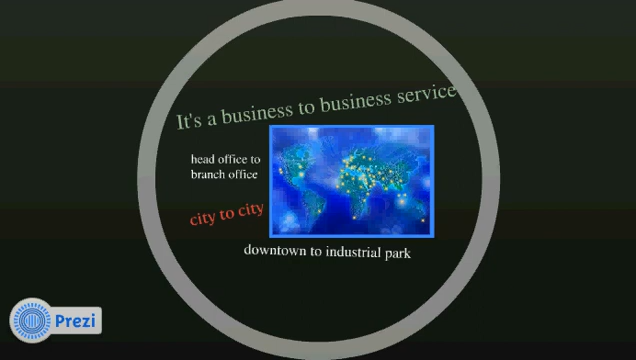 It's a business to business service
head office to
branch office
city to city
downtown to industrial park
Prezi